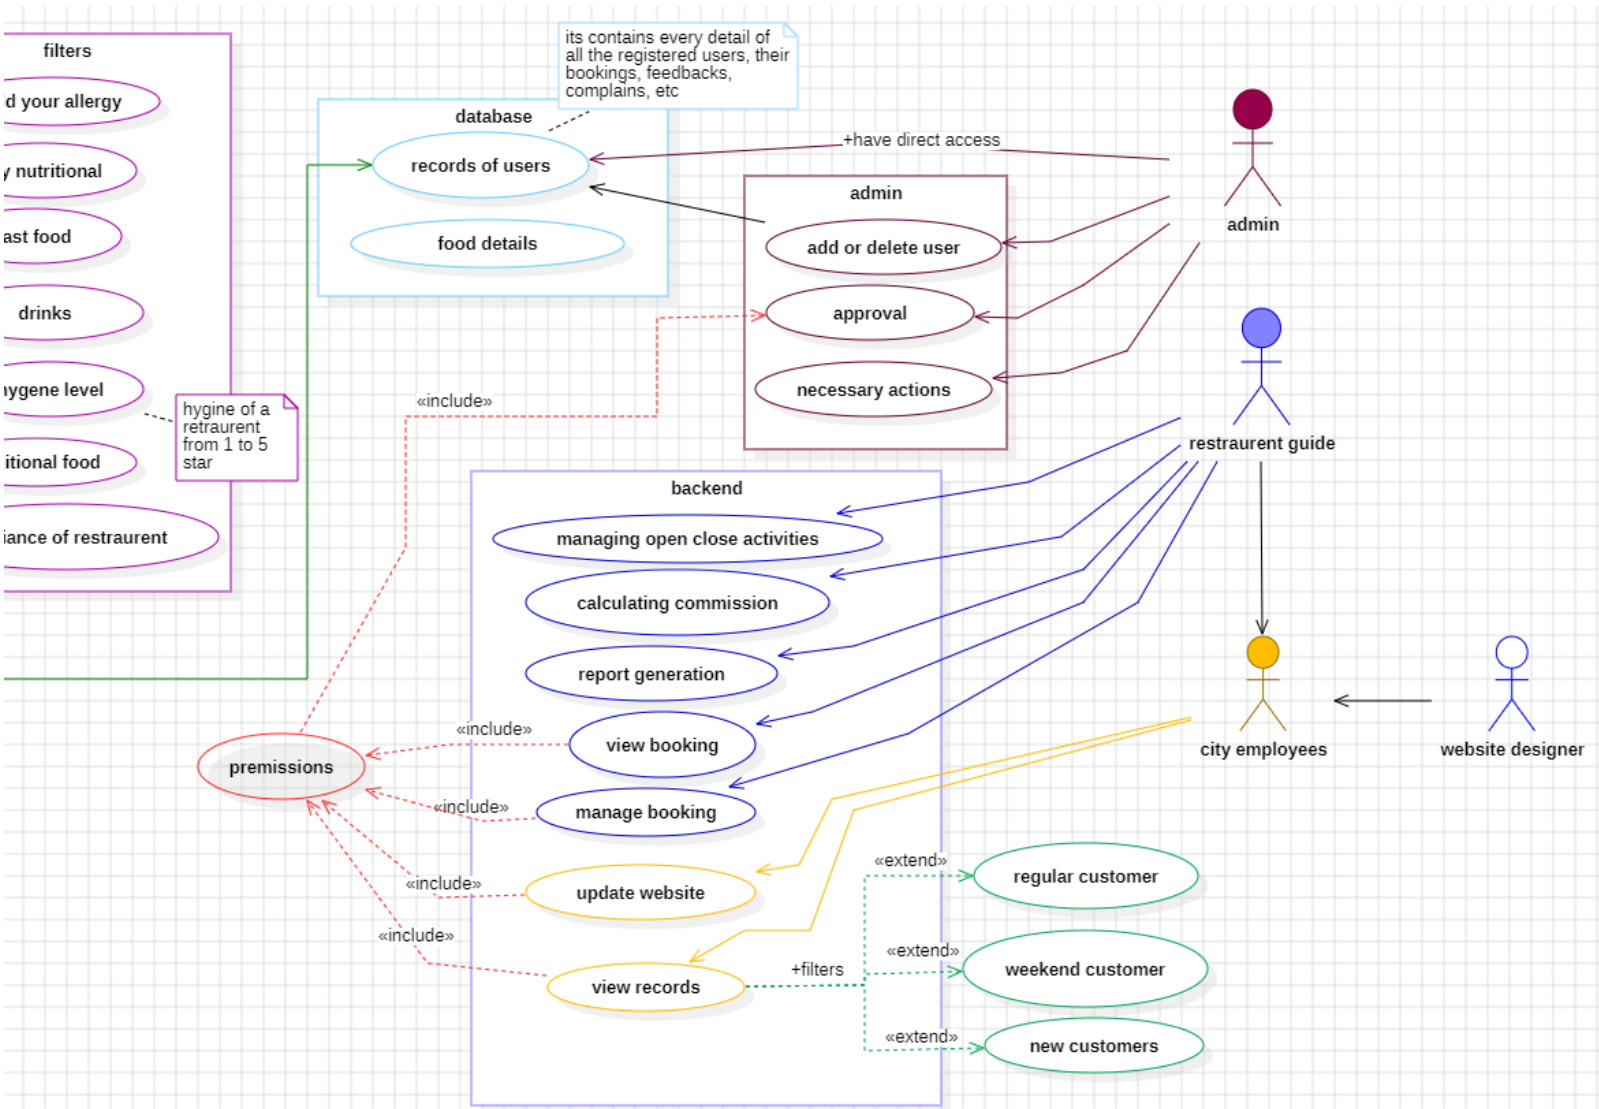 filters
d your allergy
y nutritional
ast food
drinks
ygene level
itional food
iance of restraurent
hygine of a
retraurent
from 1 to 5
star
its contains every detail of
all the registered users, their
bookings, feedbacks,
complains, etc
database
records of users
food details
+have direct access
admin
add or delete user
approval
necessary actions
admin
restraurent guide
«include»
backend
managing open close activities
calculating commission
report generation
view booking
manage booking
update website
view records
premissions
«include»
«include»
«include»
«include»
+filters
«extend»
«extend»
«extend»
regular customer
weekend customer
new customers
city employees
website designer